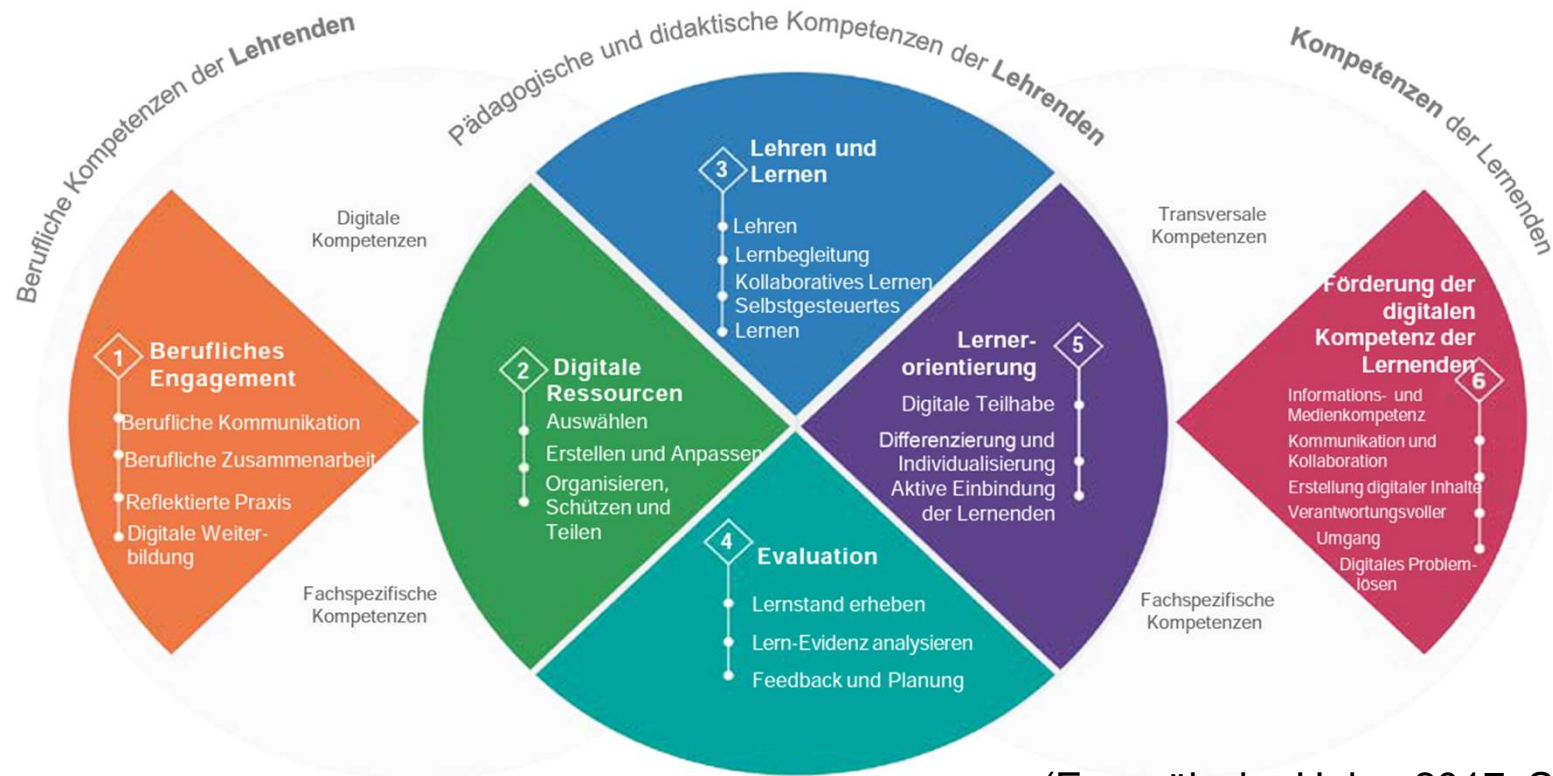 Berufliche Kompetenzen der Lehrenden
Pädagogische und didaktische Kompetenzen der Lehrenden
Kompetenzen der Lernenden
Digitale
Kompetenzen
Transversale
Kompetenzen
1
Berufliches
Engagement
Berufliche Kommunikation
Berufliche Zusammenarbeit
Reflektierte Praxis
Digitale Weiter-
bildung
Fachspezifische
Kompetenzen
2
Digitale
Ressourcen
Auswählen
Erstellen und Anpassen
Organisieren,
Schützen und
Teilen
3
Lehren und
Lernen
Lehren
Lernbegleitung
Kollaboratives Lernen
Selbstgesteuertes
Lernen
4
Evaluation
Lernstand erheben
Lern-Evidenz analysieren
Feedback und Planung
5
Lerner-
orientierung
Digitale Teilhabe
Differenzierung und
Individualisierung
Aktive Einbindung
der Lernenden
Fachspezifische
Kompetenzen
Förderung der
digitalen
Kompetenz der
Lernenden
6
Informations- und
Medienkompetenz
Kommunikation und
Kollaboration
Erstellung digitaler Inhalte
Verantwortungsvoller
Umgang
Digitales Problem-
lösen